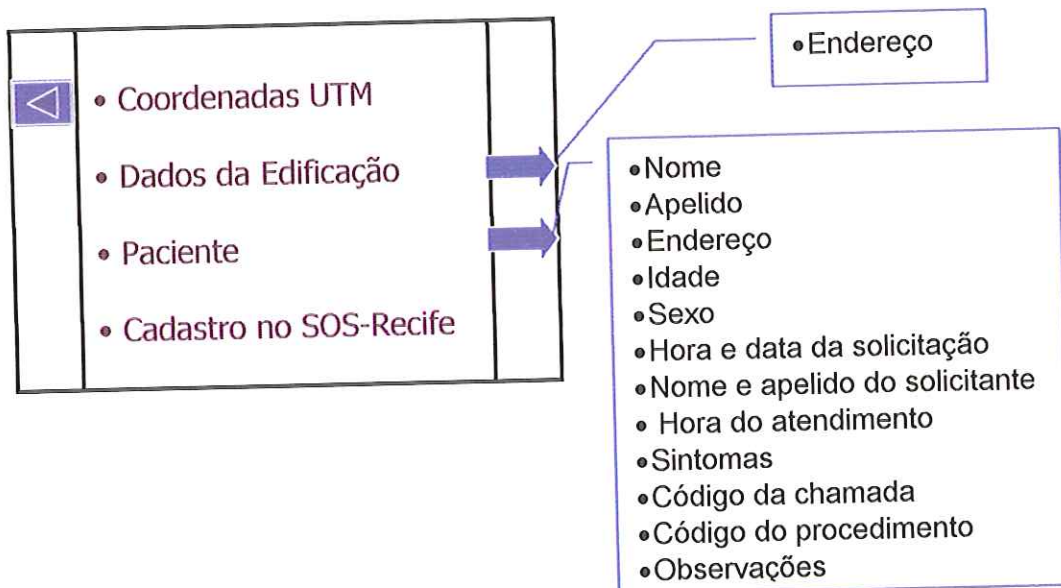 • Coordenadas UTM
• Dados da Edificação
• Paciente
• Cadastro no SOS-Recife
• Endereço
• Nome
• Apelido
• Endereço
• Idade
• Sexo
• Hora e data da solicitação
• Nome e apelido do solicitante
• Hora do atendimento
• Sintomas
• Código da chamada
• Código do procedimento
• Observações